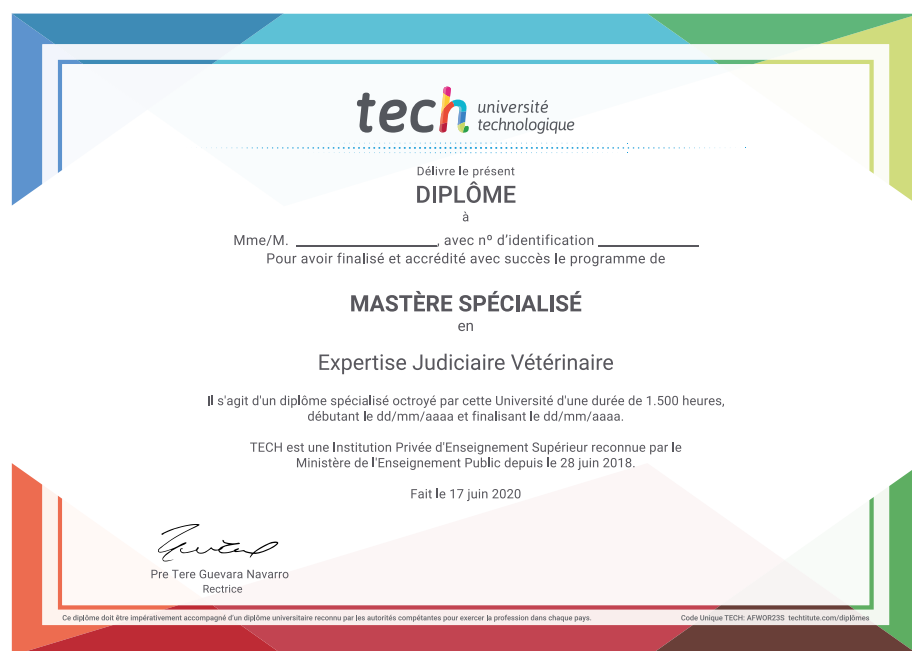 tech université
technologique
Délivre le présent
DIPLÔME
à
Mme/M. ____________, avec nº d'identification ____________
Pour avoir finalisé et accrédité avec succès le programme de
MASTÈRE SPÉCIALISÉ
en
Expertise Judiciaire Vétérinaire
Il s'agit d'un diplôme spécialisé octroyé par cette Université d'une durée de 1.500 heures,
débutant le dd/mm/aaaa et finalisant le dd/mm/aaaa.
TECH est une Institution Privée d'Enseignement Supérieur reconnue par le
Ministère de l'Enseignement Public depuis le 28 juin 2018.
Fait le 17 juin 2020
Pre Tere Guevara Navarro
Rectrice
Ce diplôme doit être impérativement accompagné d'un diplôme universitaire reconnu par les autorités compétantes pour exercer la profession dans chaque pays. Code Unique TECH: AFWOR23S techtitute.com/diplômes